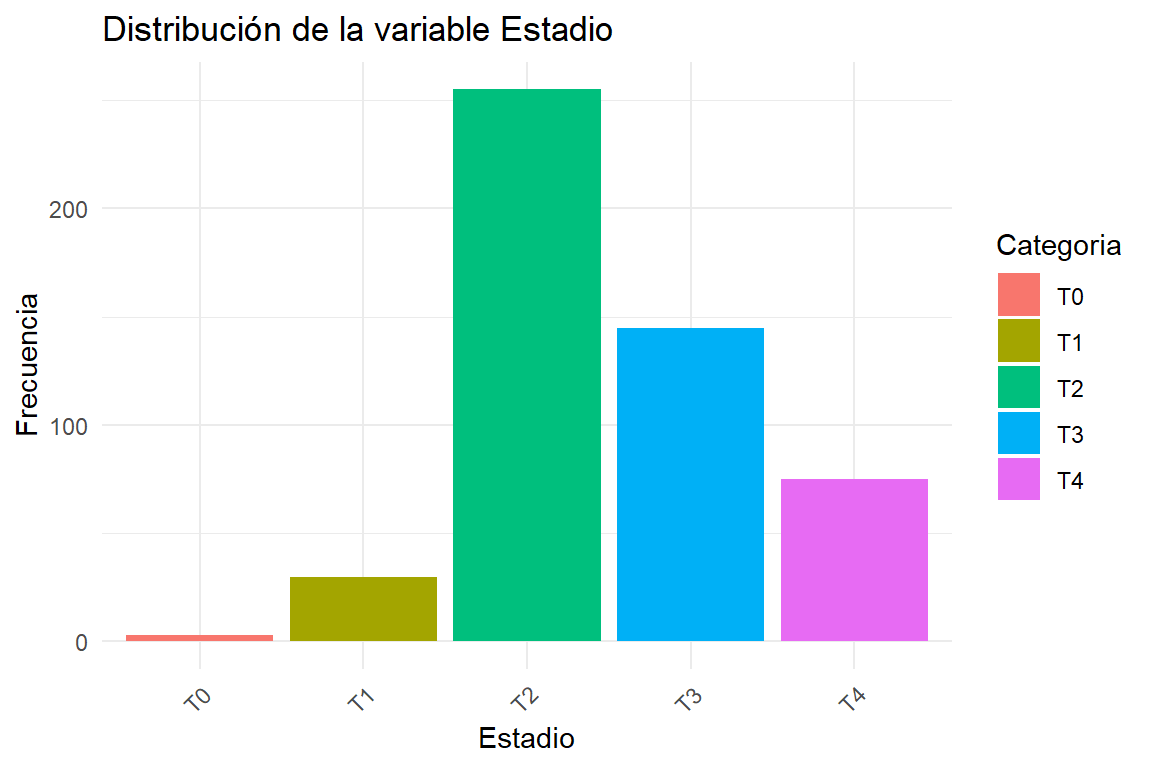 Distribución de la variable Estadio
Frecuencia
200
100
0
T0
T1
T2
T3
T4
Estadio
Categoria
T0
T1
T2
T3
T4